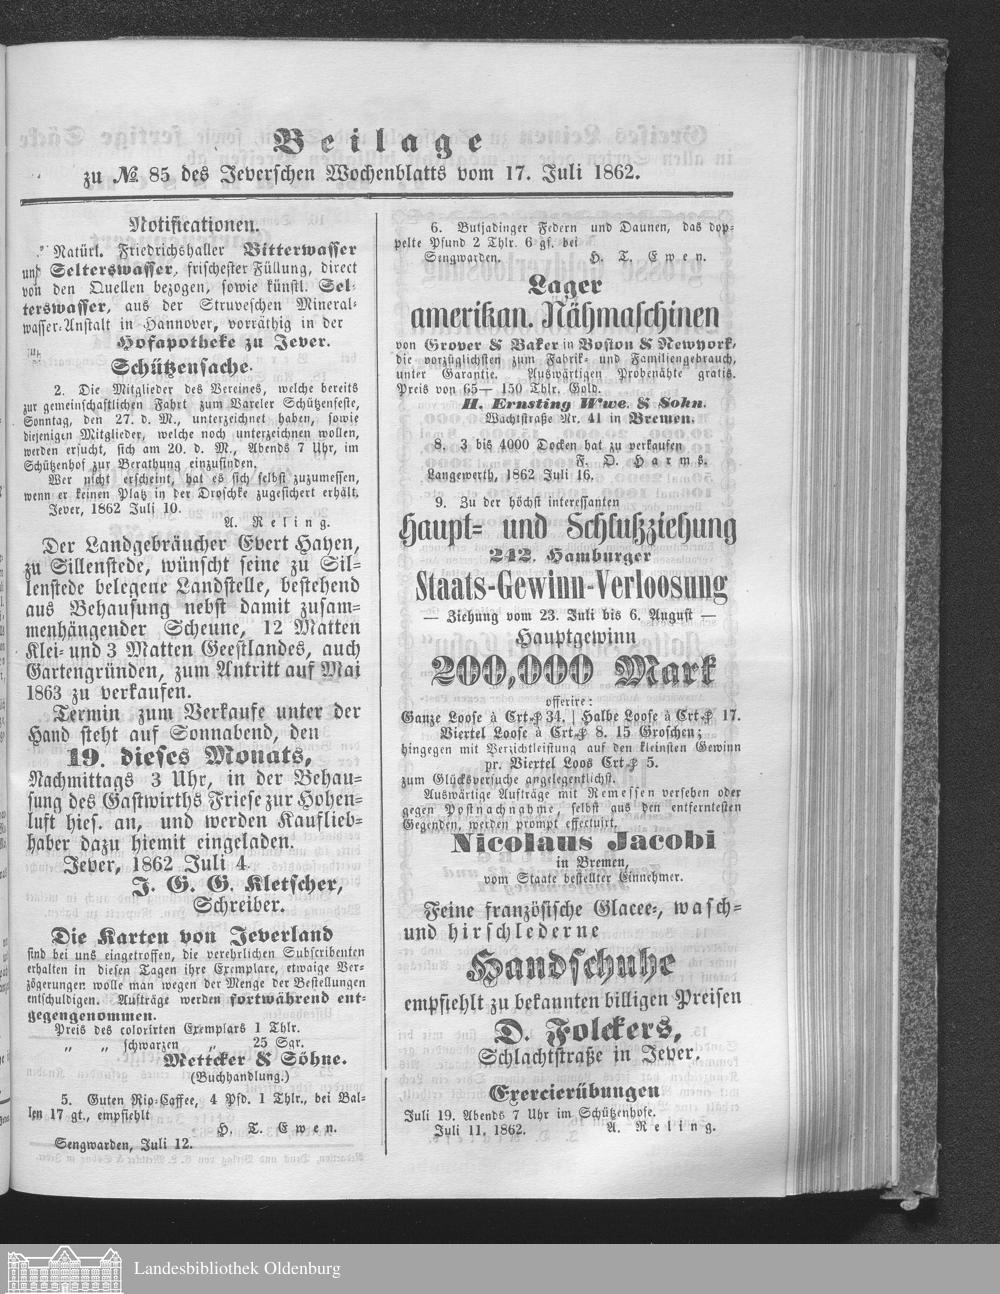 Beilage
zu № 85 des Jeverschen Wochenblatts vom 17. Juli 1862.
Notificationen.
Natürl. Friedrichshaller Bitterwasser
und Selterswasser, frischester Füllung, direct
von den Quellen bezogen, sowie künstl. Sel-
terswasser, aus der Struveschen Mineral-
wasser-Anstalt in Hannover, vorräthig in der
Hofapotheke zu Jever.
Schützensache.
2. Die Mitglieder des Vereines, welche bereits
zur gemeinschaftlichen Fahrt zum Vareler Schützenfeste,
Sonntag, den 27. d. M., unterzeichnet haben, sowie
diejenigen Mitglieder, welche noch unterzeichnen wollen,
werden ersucht, sich am 20. d. M., Abends 7 Uhr, im
Schützenhof zur Berathung einzufinden.
Wer nicht erscheint, hat es sich selbst zuzumessen,
wenn er keinen Platz in der Droschke zugesichert erhält.
Jever, 1862 Juli 10.
A. Reling.
Der Landgebräucher Evert Hayen,
zu Sillenstede, wünscht seine zu Sil-
lenstede belegene Landstelle, bestehend
aus Behausung nebst damit zusam-
menhängender Scheune, 12 Matten
Klei- und 3 Matten Geestlandes, auch
Gartengründen, zum Antritt auf Mai
1863 zu verkaufen.
Termin zum Verkaufe unter der
Hand steht auf Sonnabend, den
19. dieses Monats,
Nachmittags 3 Uhr, in der Behau-
sung des Gastwirths Friese zur Hohen-
luft hies. an, und werden Kauflieb-
haber dazu hiemit eingeladen.
Jever, 1862 Juli 4.
J. G. G. Kletscher,
Schreiber.
Die Karten von Jeverland
sind bei uns eingetroffen, die verehrlichen Subscribenten
erhalten in diesen Tagen ihre Exemplare, etwaige Ver-
zögerungen wolle man wegen der Menge der Bestellungen
entschuldigen. Aufträge werden fortwährend ent-
gegengenommen.
Preis des colorirten Exemplars 1 Thlr.
„ „ schwarzen „ 25 Sgr.
Mettcker & Söhne.
(Buchhandlung.)
5. Guten Rio-Caffee, 4 Pfd. 1 Thlr., bei Bal-
len 17 gt., empfiehlt
H. T. Ewen.
Sengwarden, Juli 12.
6. Butjadinger Federn und Daunen, das dop-
pelte Pfund 2 Thlr. 6 gs. bei
Sengwarden. H. T. Ewen.
Lager
amerikan. Nähmaschinen
von Grover & Baker in Boston & Newyork,
die vorzüglichsten zum Fabrik- und Familiengebrauch,
unter Garantie. Auswärtigen Probenähte gratis.
Preis von 65—150 Thlr. Gold.
H. Ernsting Wwe. & Sohn.
Wachtstraße Nr. 41 in Bremen.
8. 3 bis 4000 Docken hat zu verkaufen
F. D. Harms.
Langewerth, 1862 Juli 16.
9. Zu der höchst interessanten
Haupt- und Schlußziehung
242. Hamburger
Staats-Gewinn-Verloosung
— Ziehung vom 23. Juli bis 6. August —
Hauptgewinn
200,000 Mark
offerire:
Ganze Loose à Crt.₰ 34. | Halbe Loose à Crt.₰ 17.
Viertel Loose à Crt.₰ 8. 15 Groschen;
hingegen mit Verzichtleistung auf den kleinsten Gewinn
pr. Viertel Loos Crt.₰ 5.
zum Glücksversuche angelegentlichst.
Auswärtige Aufträge mit Remessen versehen oder
gegen Postnachnahme, selbst aus den entferntesten
Gegenden, werden prompt effectuirt.
Nicolaus Jacobi
in Bremen,
vom Staate bestellter Einnehmer.
Feine französische Glacee-, wasch-
und hirschlederne
Handschuhe
empfiehlt zu bekannten billigen Preisen
D. Folckers,
Schlachtstraße in Jever.
Exercierübungen
Juli 19. Abends 7 Uhr im Schützenhofe.
Juli 11, 1862. A. Reling.
Landesbibliothek Oldenburg